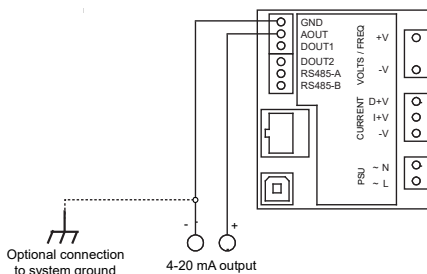 GND
AOUT
DOUT1
DOUT2
RS485-A
RS485-B
VOLTS / FREQ
+V
-V
CURRENT
D+V
I+V
-V
PSU
~ N
~ L
- +
4-20 mA output
Optional connection
to system ground